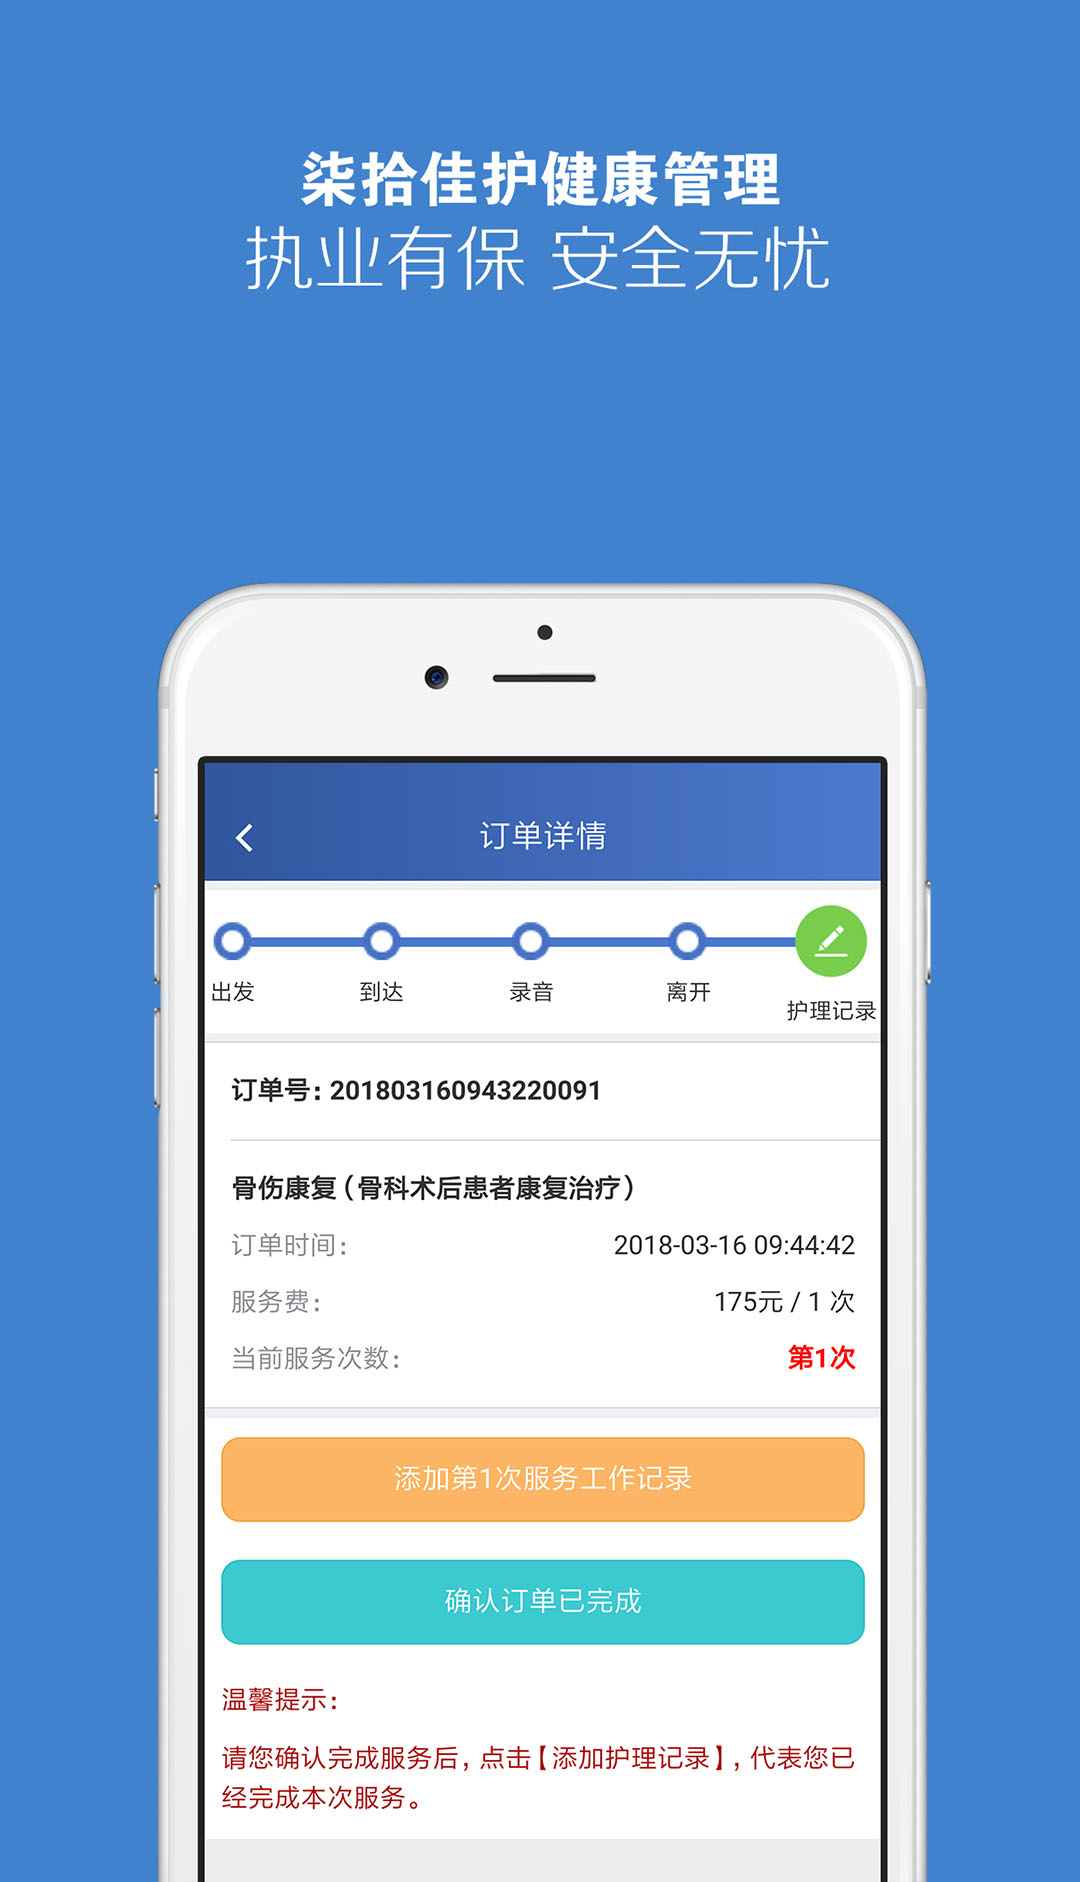 柒拾佳护健康管理
执业有保 安全无忧
订单详情
出发 到达 录音 离开 护理记录
订单号: 201803160943220091
骨伤康复（骨科术后患者康复治疗）
订单时间: 2018-03-16 09:44:42
服务费: 175元 / 1 次
当前服务次数: 第1次
添加第1次服务工作记录
确认订单已完成
温馨提示:
请您确认完成服务后, 点击【添加护理记录】, 代表您已
经完成本次服务。